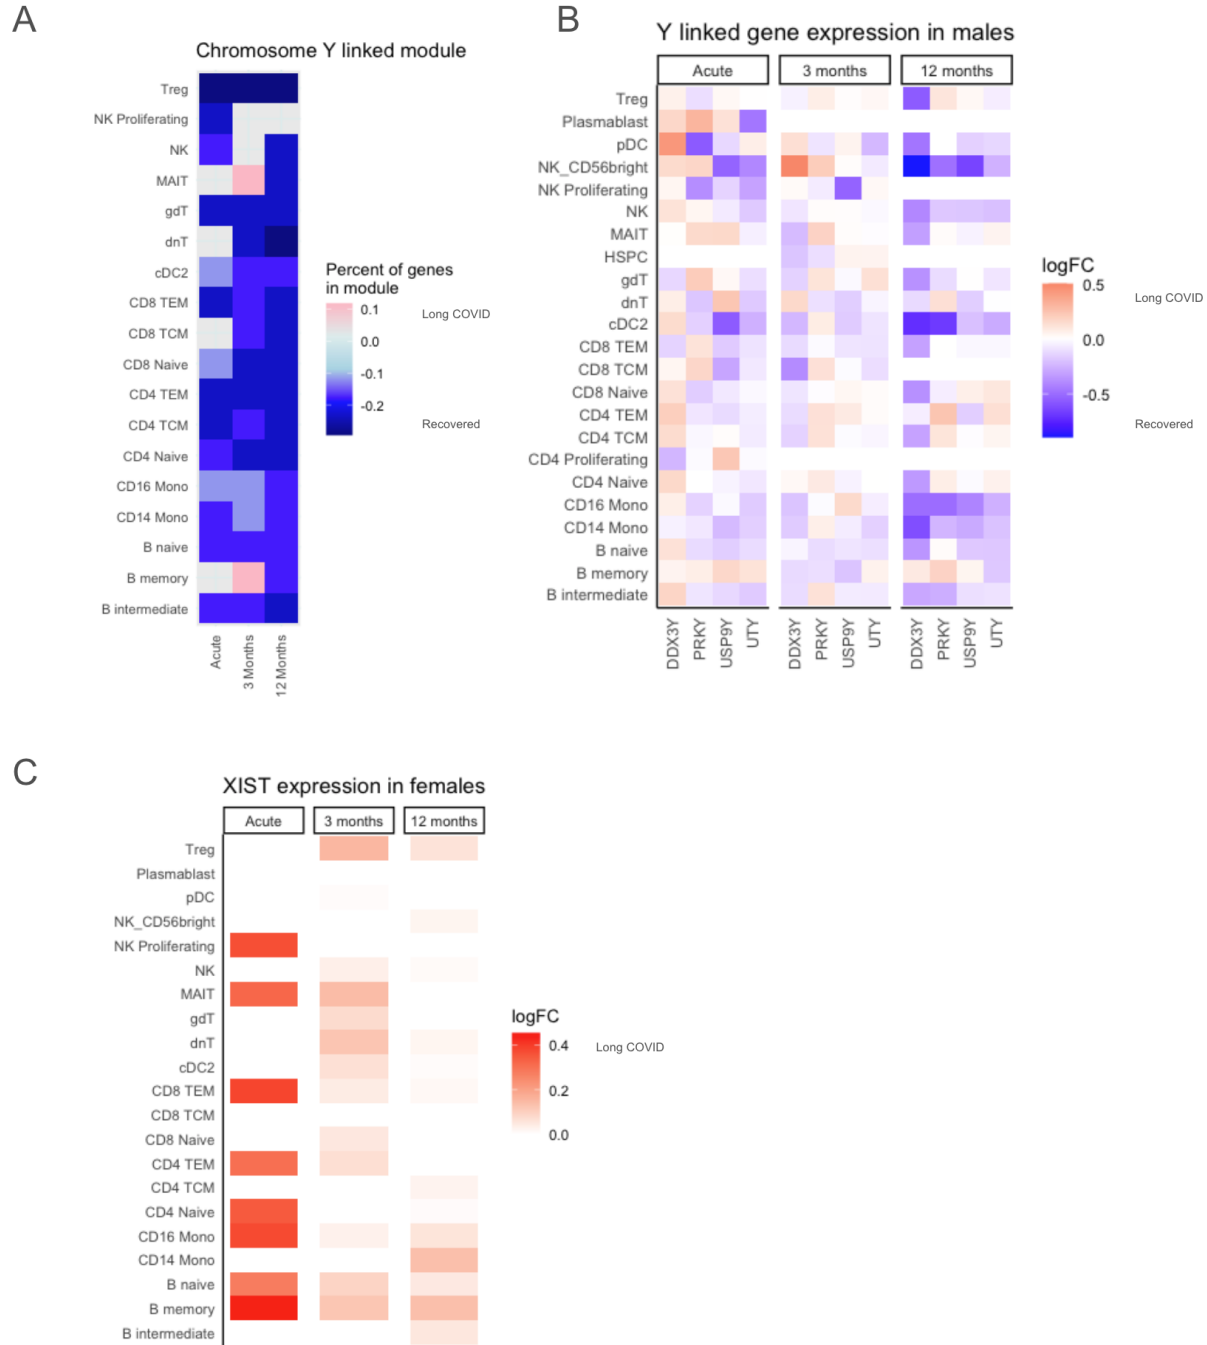 A
Chromosome Y linked module
Treg
NK Proliferating
NK
MAIT
gdT
dnT
cDC2
CD8 TEM
CD8 TCM
CD8 Naive
CD4 TEM
CD4 TCM
CD4 Naive
CD16 Mono
CD14 Mono
B naive
B memory
B intermediate
Acute
3 Months
12 Months
Percent of genes
in module
0.1
0.0
-0.1
-0.2
Long COVID
Recovered
B
Y linked gene expression in males
Acute
3 months
12 months
Treg
Plasmablast
pDC
NK_CD56bright
NK Proliferating
NK
MAIT
HSPC
gdT
dnT
cDC2
CD8 TEM
CD8 TCM
CD8 Naive
CD4 TEM
CD4 TCM
CD4 Proliferating
CD4 Naive
CD16 Mono
CD14 Mono
B naive
B memory
B intermediate
DDX3Y
PRKY
USP9Y
UTY
DDX3Y
PRKY
USP9Y
UTY
DDX3Y
PRKY
USP9Y
UTY
logFC
0.5
0.0
-0.5
Long COVID
Recovered
C
XIST expression in females
Acute
3 months
12 months
Treg
Plasmablast
pDC
NK_CD56bright
NK Proliferating
NK
MAIT
gdT
dnT
cDC2
CD8 TEM
CD8 TCM
CD8 Naive
CD4 TEM
CD4 TCM
CD4 Naive
CD16 Mono
CD14 Mono
B naive
B memory
B intermediate
logFC
0.4
0.2
0.0
Long COVID